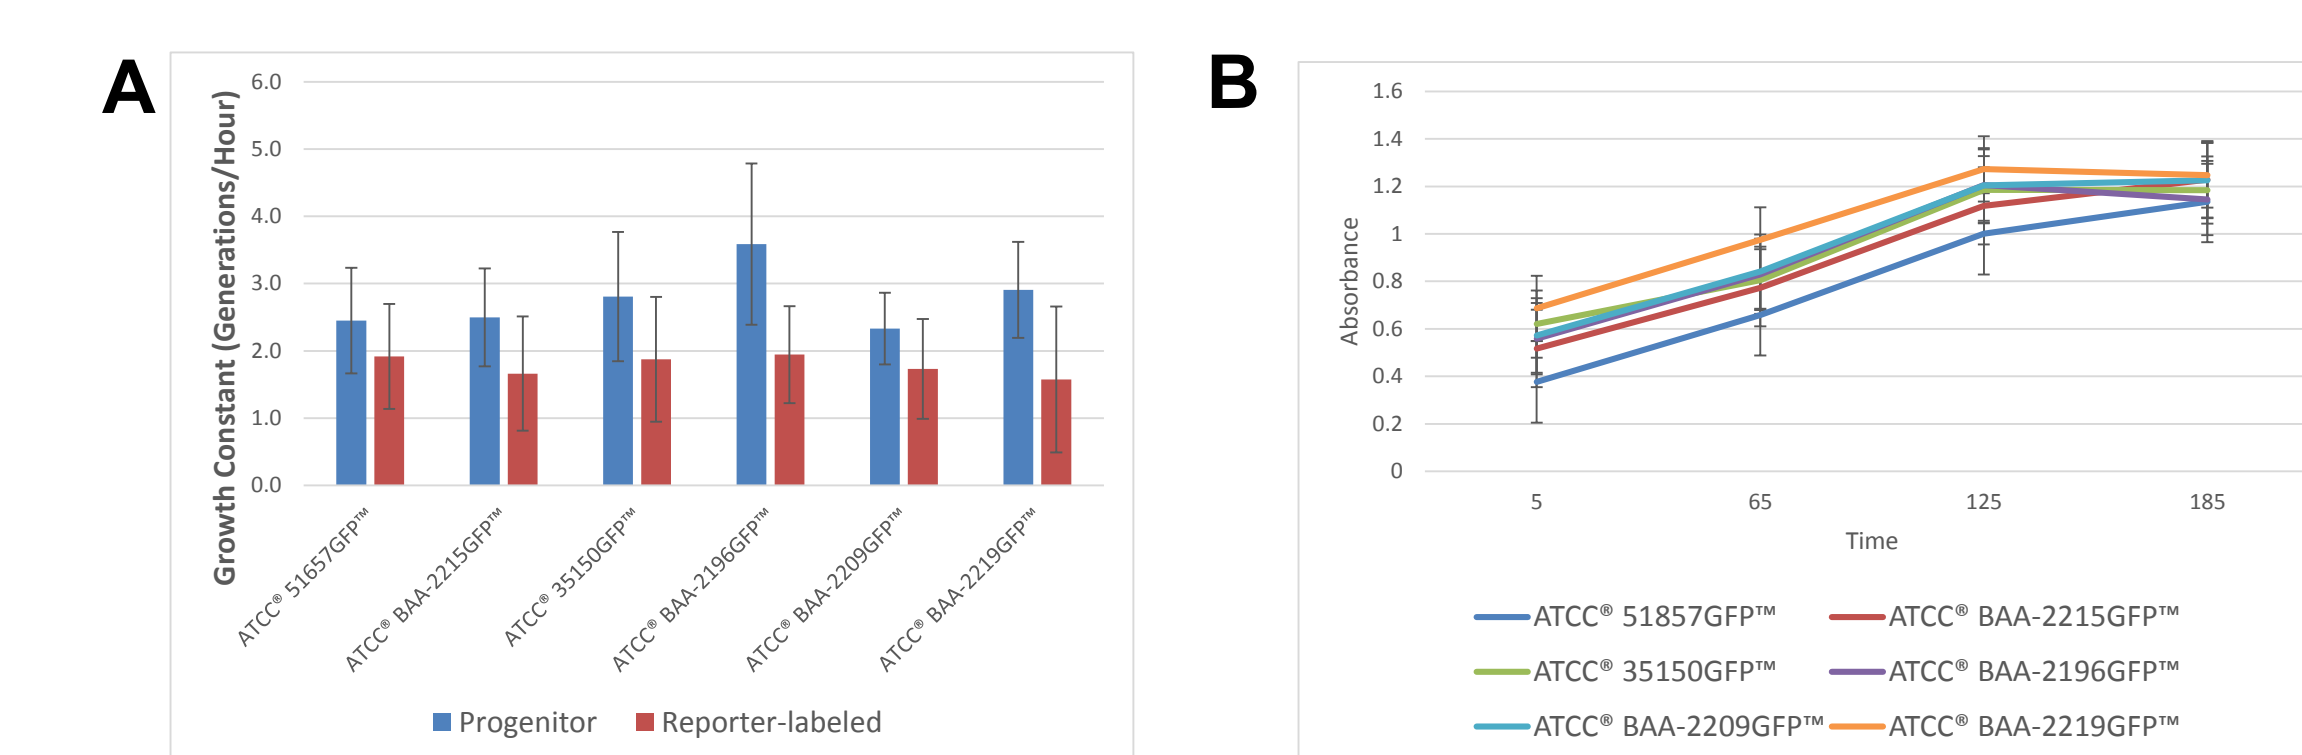 A
Growth Constant (Generations/Hour)
6.0
5.0
4.0
3.0
2.0
1.0
0.0
ATCC® 51657GFP™
ATCC® BAA-2215GFP™
ATCC® 35150GFP™
ATCC® BAA-2196GFP™
ATCC® BAA-2209GFP™
ATCC® BAA-2219GFP™
Progenitor Reporter-labeled
B
Absorbance
1.6
1.4
1.2
1
0.8
0.6
0.4
0.2
0
5 65 125 185
Time
ATCC® 51857GFP™ ATCC® BAA-2215GFP™
ATCC® 35150GFP™ ATCC® BAA-2196GFP™
ATCC® BAA-2209GFP™ ATCC® BAA-2219GFP™